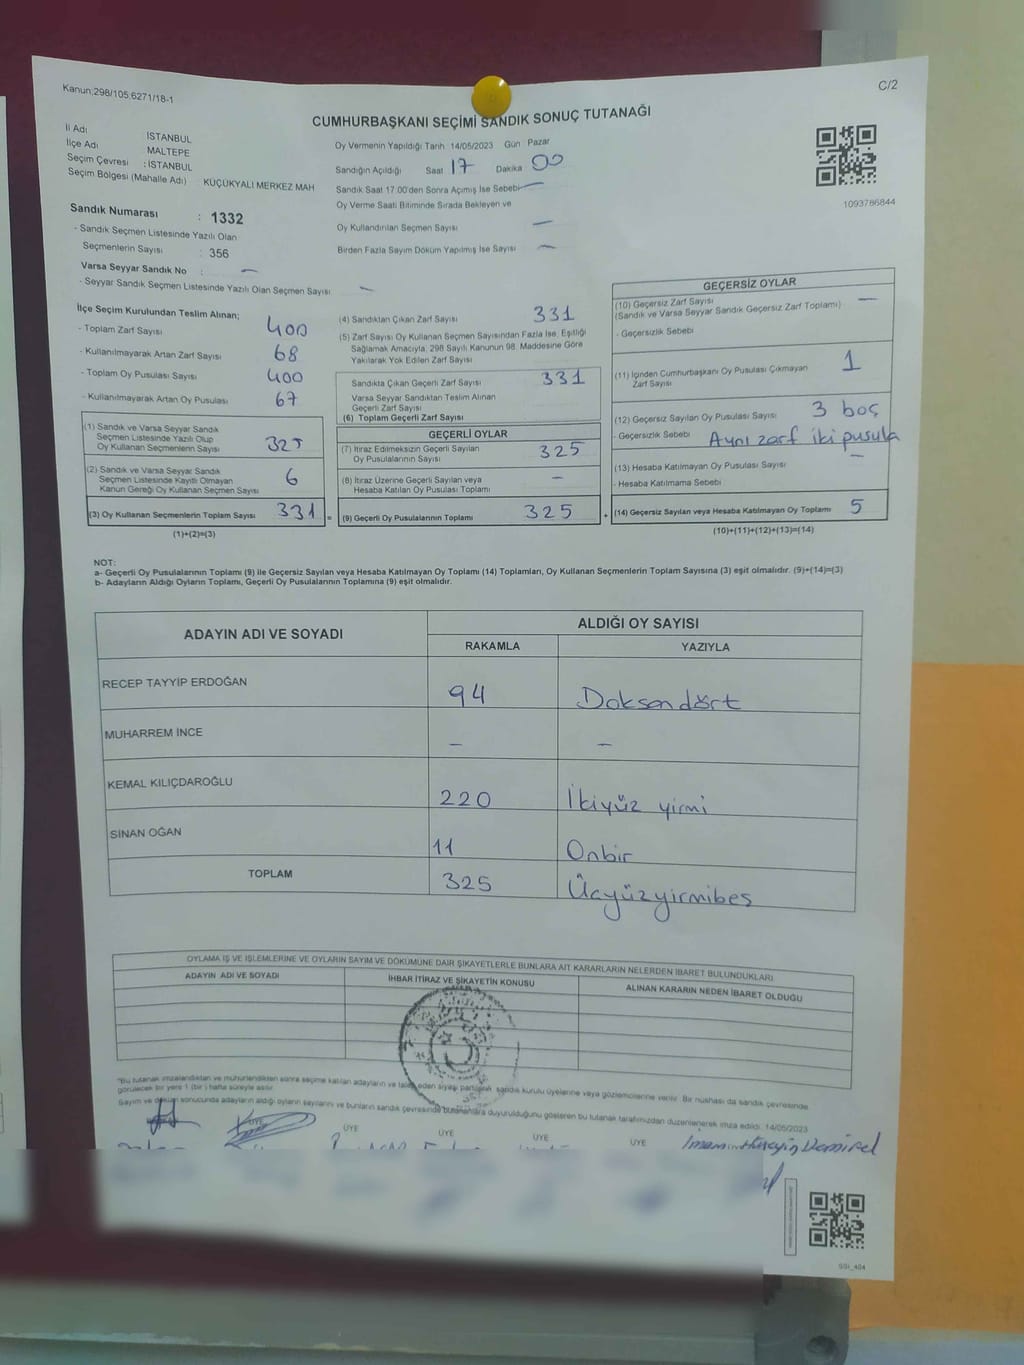 Kanun:298/105:6271/18-1
C/2
CUMHURBAŞKANI SEÇİMİ SANDIK SONUÇ TUTANAĞI
İl Adı İSTANBUL
İlçe Adı MALTEPE
Seçim Çevresi : İSTANBUL
Seçim Bölgesi (Mahalle Adı) KÜÇÜKYALI MERKEZ MAH
Sandık Numarası : 1332
- Sandık Seçmen Listesinde Yazılı Olan
Seçmenlerin Sayısı : 356
Varsa Seyyar Sandık No : —
- Seyyar Sandık Seçmen Listesinde Yazılı Olan Seçmen Sayısı —
Oy Vermenin Yapıldığı Tarih 14/05/2023 Gün Pazar
Sandığın Açıldığı Saat 17 Dakika 00
Sandık Saat 17.00'den Sonra Açımış İse Sebebi —
Oy Verme Saati Bitiminde Sırada Bekleyen ve
Oy Kullandırılan Seçmen Sayısı —
Birden Fazla Sayım Döküm Yapılmış İse Sayısı —
1093786844
İlçe Seçim Kurulundan Teslim Alınan;
- Toplam Zarf Sayısı 400
- Kullanılmayarak Artan Zarf Sayısı 68
- Toplam Oy Pusulası Sayısı 400
- Kullanılmayarak Artan Oy Pusulası 67
(1) Sandık ve Varsa Seyyar Sandık
Seçmen Listesinde Yazılı Olup
Oy Kullanan Seçmenlerin Sayısı 325
(2) Sandık ve Varsa Seyyar Sandık
Seçmen Listesinde Kayıtlı Olmayan
Kanun Gereği Oy Kullanan Seçmen Sayısı 6
(3) Oy Kullanan Seçmenlerin Toplam Sayısı 331 =
(1)+(2)=(3)
(4) Sandıktan Çıkan Zarf Sayısı 331
(5) Zarf Sayısı Oy Kullanan Seçmen Sayısından Fazla İse, Eşitliği
Sağlamak Amacıyla, 298 Sayılı Kanunun 98. Maddesine Göre
Yakılarak Yok Edilen Zarf Sayısı
Sandıkta Çıkan Geçerli Zarf Sayısı 331
Varsa Seyyar Sandıktan Teslim Alınan
Geçerli Zarf Sayısı
(6) Toplam Geçerli Zarf Sayısı
GEÇERLİ OYLAR
(7) İtiraz Edilmeksizin Geçerli Sayılan
Oy Pusulalarının Sayısı 325
(8) İtiraz Üzerine Geçerli Sayılan veya
Hesaba Katılan Oy Pusulası Toplamı —
(9) Geçerli Oy Pusulalarının Toplamı 325 +
GEÇERSİZ OYLAR
(10) Geçersiz Zarf Sayısı —
(Sandık ve Varsa Seyyar Sandık Geçersiz Zarf Toplamı)
- Geçersizlik Sebebi
(11) İçinden Cumhurbaşkanı Oy Pusulası Çıkmayan
Zarf Sayısı 1
(12) Geçersiz Sayılan Oy Pusulası Sayısı 3 boş
- Geçersizlik Sebebi Aynı zarf iki pusula
(13) Hesaba Katılmayan Oy Pusulası Sayısı —
- Hesaba Katılmama Sebebi
(14) Geçersiz Sayılan veya Hesaba Katılmayan Oy Toplamı 5
(10)+(11)+(12)+(13)=(14)
NOT:
a- Geçerli Oy Pusulalarının Toplamı (9) ile Geçersiz Sayılan veya Hesaba Katılmayan Oy Toplamı (14) Toplamları, Oy Kullanan Seçmenlerin Toplam Sayısına (3) eşit olmalıdır. (9)+(14)=(3)
b- Adayların Aldığı Oyların Toplamı, Geçerli Oy Pusulalarının Toplamına (9) eşit olmalıdır.
ADAYIN ADI VE SOYADI
ALDIĞI OY SAYISI
RAKAMLA YAZIYLA
RECEP TAYYİP ERDOĞAN 94 Doksandört
MUHARREM İNCE — —
KEMAL KILIÇDAROĞLU 220 İkiyüz yirmi
SİNAN OĞAN 11 Onbir
TOPLAM 325 Üçyüzyirmibeş
OYLAMA İŞ VE İŞLEMLERİNE VE OYLARIN SAYIM VE DÖKÜMÜNE DAİR ŞİKAYETLERLE BUNLARA AİT KARARLARIN NELERDEN İBARET BULUNDUKLARI
ADAYIN ADI VE SOYADI İHBAR İTİRAZ VE ŞİKAYETİN KONUSU ALINAN KARARIN NEDEN İBARET OLDUĞU
*Bu tutanak imzalandıktan ve mühürlendikten sonra seçime katılan adayların ve talep eden siyasi partilerin sandık kurulu üyelerine veya gözlemcilerine verilir. Bir nüshası da sandık çevresinde
görülecek bir yere 1 (bir) hafta süreyle asılır.
Sayım ve döküm sonucunda adayların aldığı oyların sayılarını ve bunların sandık çevresinde bulunanlara duyurulduğunu gösteren bu tutanak tarafımızdan düzenlenerek imza edildi. 14/05/2023
ÜYE ÜYE ÜYE ÜYE ÜYE
Demirel